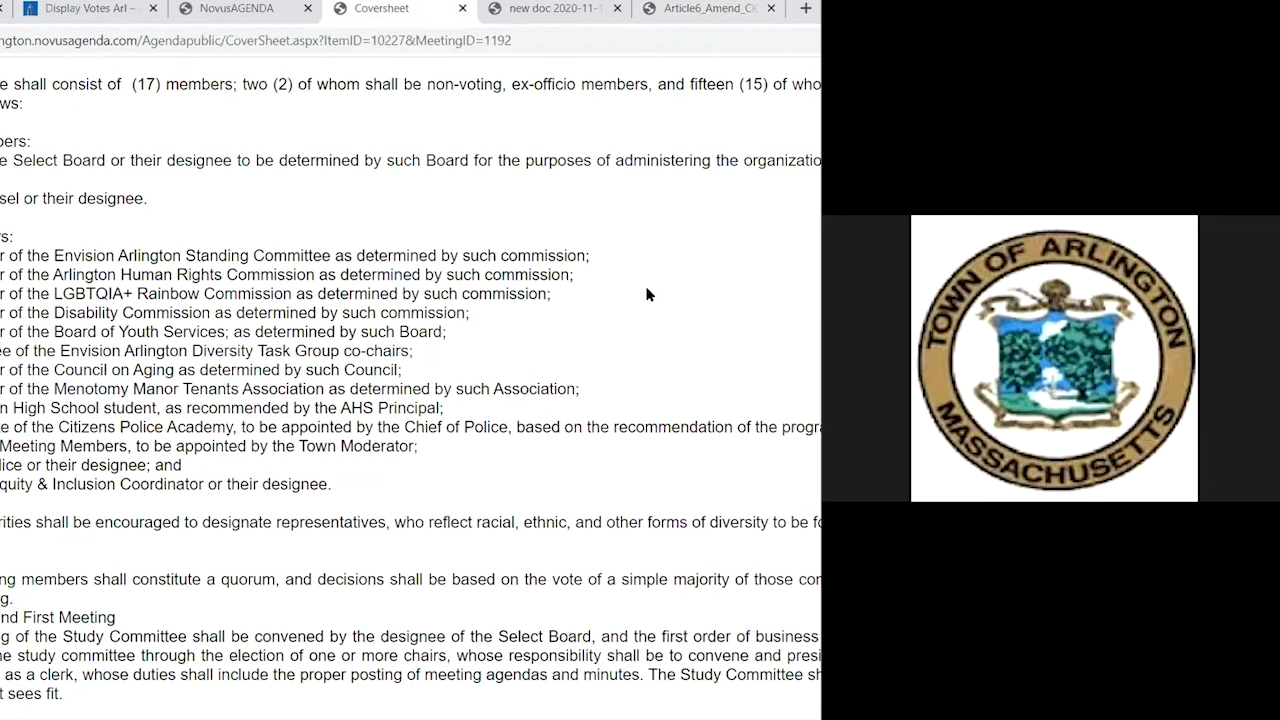 Display Votes Arl –
NovusAGENDA
Coversheet
new doc 2020-11-1
Article6_Amend_CK
ngton.novusagenda.com/Agendapublic/CoverSheet.aspx?ItemID=10227&MeetingID=1192
e shall consist of (17) members; two (2) of whom shall be non-voting, ex-officio members, and fifteen (15) of who
ws:
bers:
e Select Board or their designee to be determined by such Board for the purposes of administering the organizatio
sel or their designee.
rs:
r of the Envision Arlington Standing Committee as determined by such commission;
r of the Arlington Human Rights Commission as determined by such commission;
r of the LGBTQIA+ Rainbow Commission as determined by such commission;
r of the Disability Commission as determined by such commission;
r of the Board of Youth Services; as determined by such Board;
ee of the Envision Arlington Diversity Task Group co-chairs;
r of the Council on Aging as determined by such Council;
r of the Menotomy Manor Tenants Association as determined by such Association;
n High School student, as recommended by the AHS Principal;
e of the Citizens Police Academy, to be appointed by the Chief of Police, based on the recommendation of the progra
Meeting Members, to be appointed by the Town Moderator;
lice or their designee; and
quity & Inclusion Coordinator or their designee.
rities shall be encouraged to designate representatives, who reflect racial, ethnic, and other forms of diversity to be fo
ng members shall constitute a quorum, and decisions shall be based on the vote of a simple majority of those con
g.
nd First Meeting
g of the Study Committee shall be convened by the designee of the Select Board, and the first order of business
he study committee through the election of one or more chairs, whose responsibility shall be to convene and presi
as a clerk, whose duties shall include the proper posting of meeting agendas and minutes. The Study Committee sh
t sees fit.
TOWN OF ARLINGTON
MASSACHUSETTS